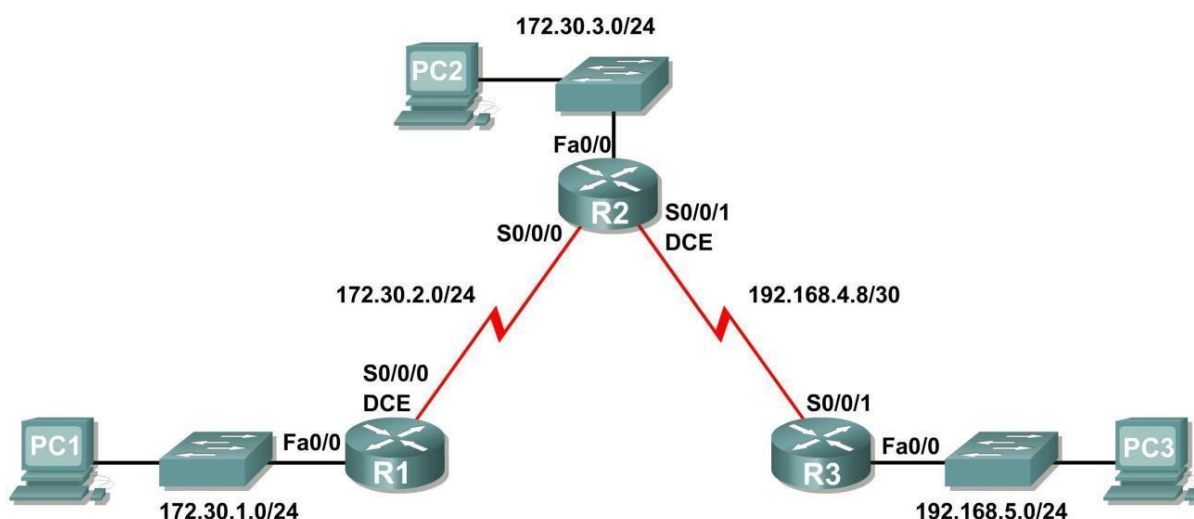 172.30.3.0/24
PC2
Fa0/0
R2
S0/0/1
DCE
S0/0/0
172.30.2.0/24
192.168.4.8/30
S0/0/0
DCE
S0/0/1
PC1
Fa0/0
R1
172.30.1.0/24
R3
Fa0/0
PC3
192.168.5.0/24